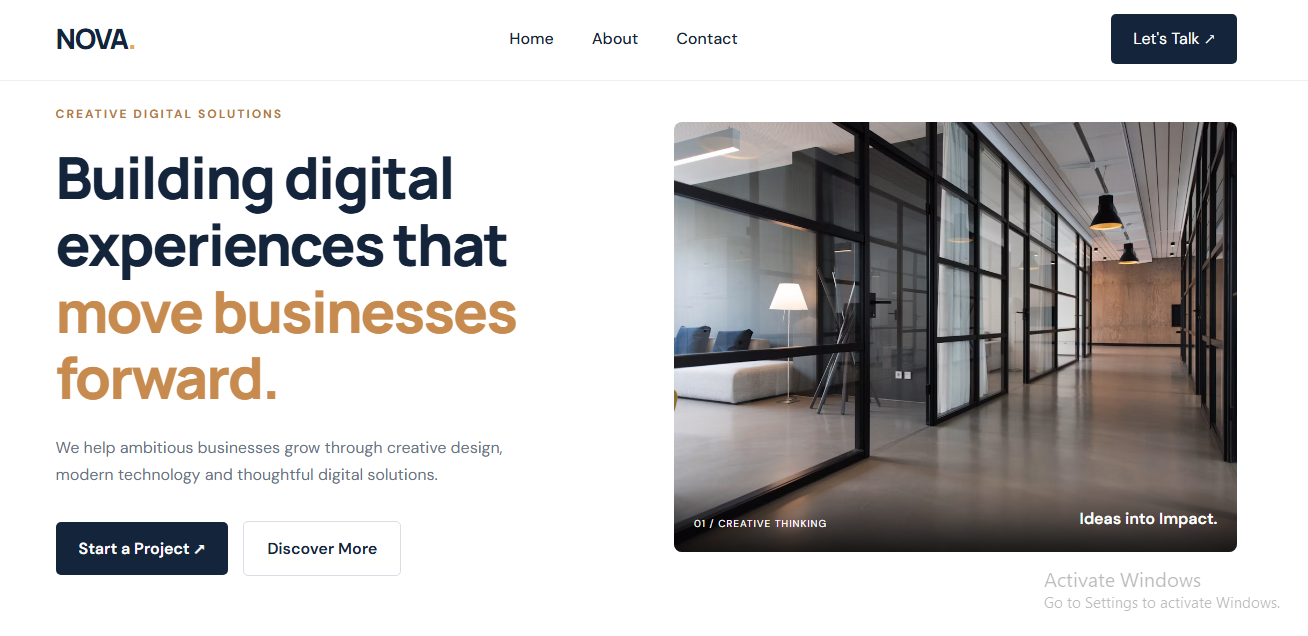 NOVA.
Home
About
Contact
Let's Talk ↗
CREATIVE DIGITAL SOLUTIONS
Building digital
experiences that
move businesses
forward.
We help ambitious businesses grow through creative design,
modern technology and thoughtful digital solutions.
Start a Project ↗
Discover More
01 / CREATIVE THINKING
Ideas into Impact.
Activate Windows
Go to Settings to activate Windows.